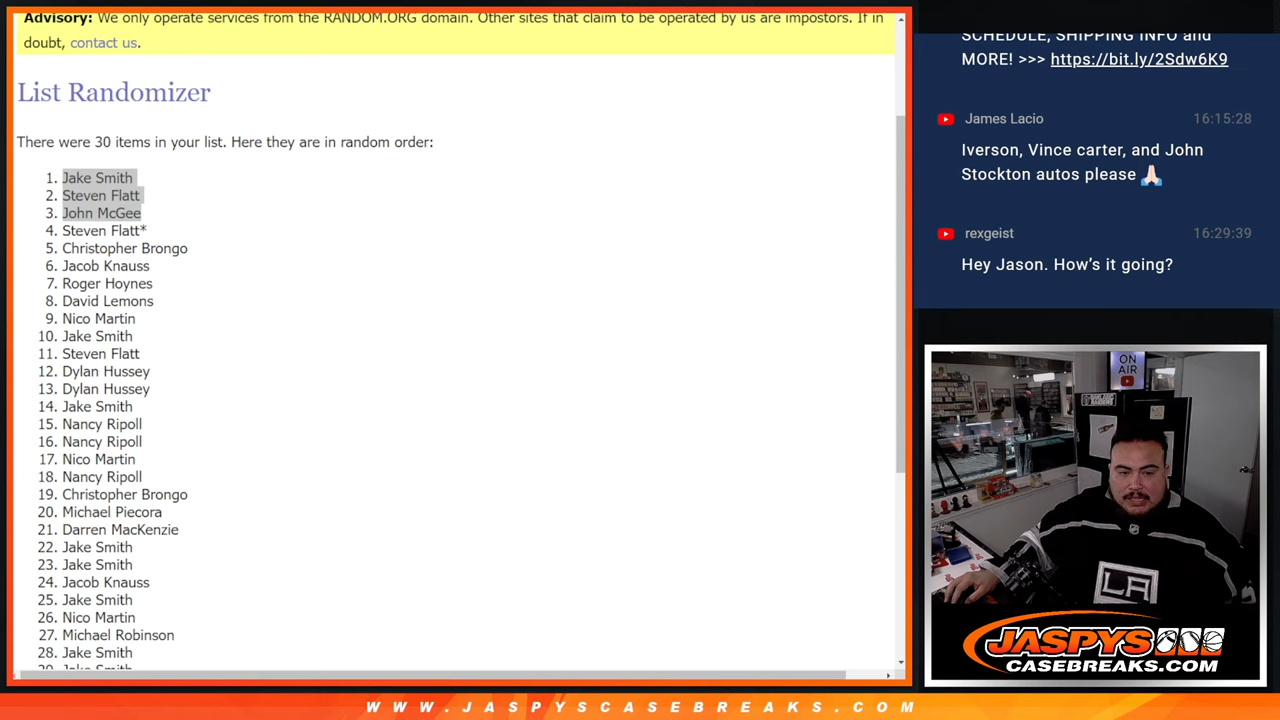 Advisory: We only operate services from the RANDOM.ORG domain. Other sites that claim to be operated by us are impostors. If in
doubt, contact us.
List Randomizer
There were 30 items in your list. Here they are in random order:
1. Jake Smith
2. Steven Flatt
3. John McGee
4. Steven Flatt*
5. Christopher Brongo
6. Jacob Knauss
7. Roger Hoynes
8. David Lemons
9. Nico Martin
10. Jake Smith
11. Steven Flatt
12. Dylan Hussey
13. Dylan Hussey
14. Jake Smith
15. Nancy Ripoll
16. Nancy Ripoll
17. Nico Martin
18. Nancy Ripoll
19. Christopher Brongo
20. Michael Piecora
21. Darren MacKenzie
22. Jake Smith
23. Jake Smith
24. Jacob Knauss
25. Jake Smith
26. Nico Martin
27. Michael Robinson
28. Jake Smith
29. Jake Smith
SCHEDULE, SHIPPING INFO and
MORE! >>> https://bit.ly/2Sdw6K9
James Lacio 16:15:28
Iverson, Vince carter, and John
Stockton autos please 🙏🏻
rexgeist 16:29:39
Hey Jason. How's it going?
ON
AIR
LA
JASPYS
CASEBREAKS.COM
WWW.JASPYSCASEBREAKS.COM